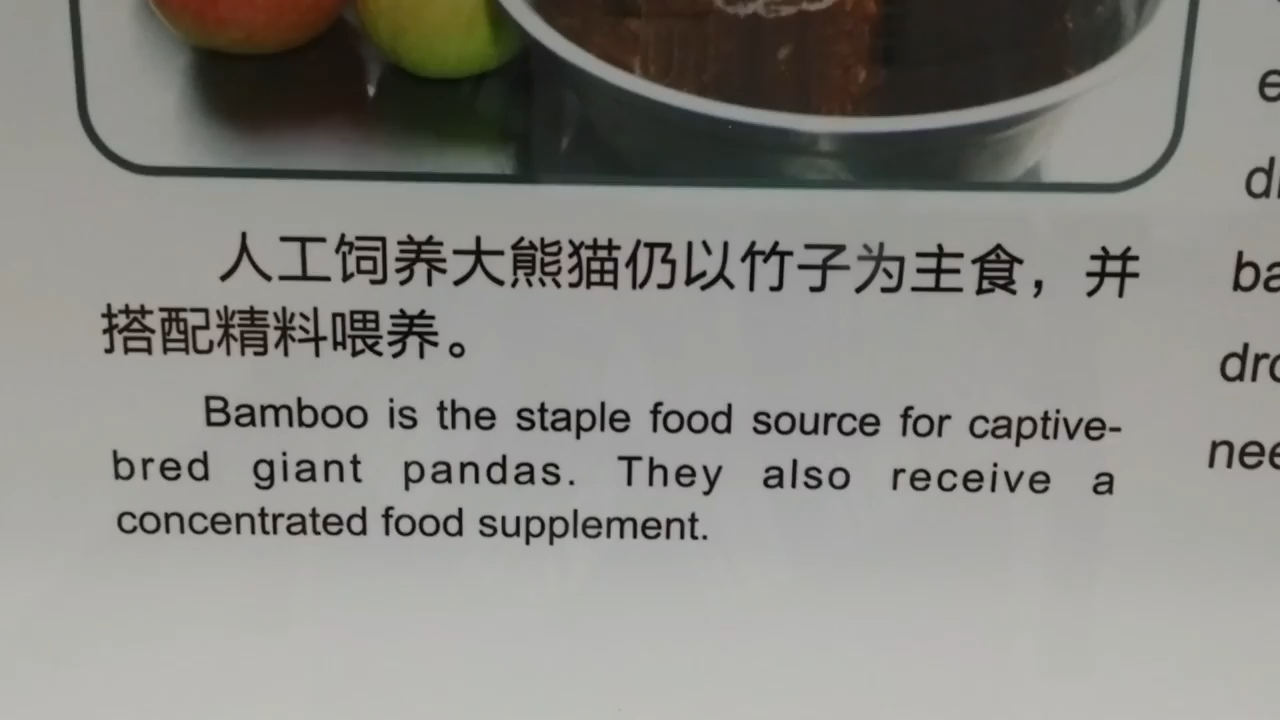 人工饲养大熊猫仍以竹子为主食，并
搭配精料喂养。
Bamboo is the staple food source for captive-
bred giant pandas. They also receive a
concentrated food supplement.